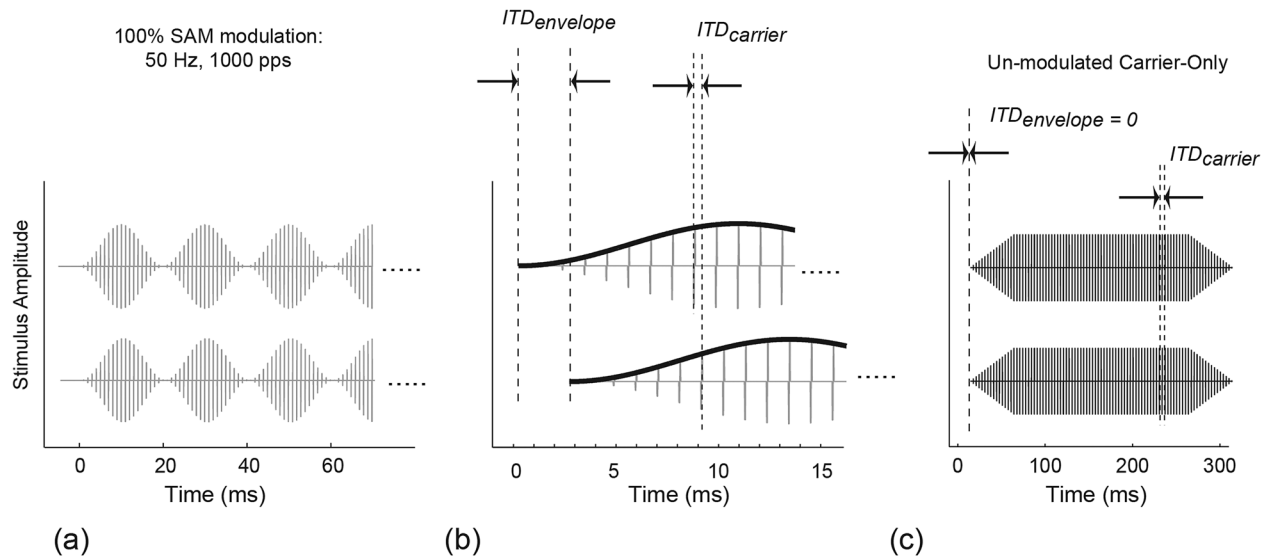 100% SAM modulation:
50 Hz, 1000 pps
ITDenvelope
ITDcarrier
Un-modulated Carrier-Only
ITDenvelope = 0
ITDcarrier
Stimulus Amplitude
0 20 40 60
Time (ms)
0 5 10 15
Time (ms)
0 100 200 300
Time (ms)
(a)
(b)
(c)